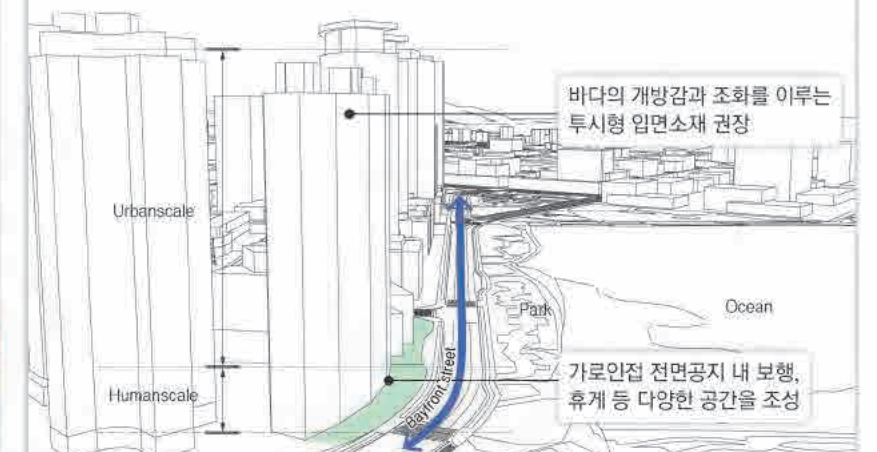 바다의 개방감과 조화를 이루는
투시형 입면소재 권장
Urbanscale
Park
Ocean
Humanscale
Bayfront street
가로인접 전면공지 내 보행,
휴게 등 다양한 공간을 조성